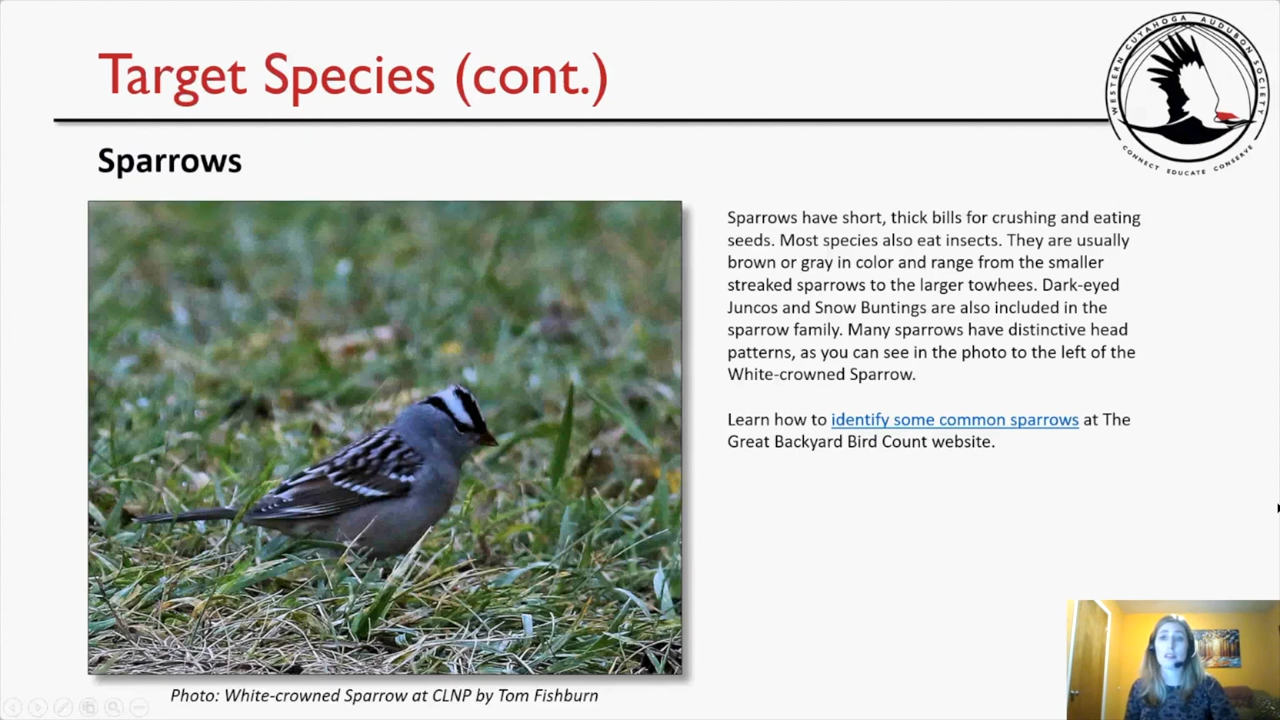 Target Species (cont.)
WESTERN CUYAHOGA AUDUBON SOCIETY
CONNECT EDUCATE CONSERVE
Sparrows
Sparrows have short, thick bills for crushing and eating
seeds. Most species also eat insects. They are usually
brown or gray in color and range from the smaller
streaked sparrows to the larger towhees. Dark-eyed
Juncos and Snow Buntings are also included in the
sparrow family. Many sparrows have distinctive head
patterns, as you can see in the photo to the left of the
White-crowned Sparrow.
Learn how to identify some common sparrows at The
Great Backyard Bird Count website.
Photo: White-crowned Sparrow at CLNP by Tom Fishburn